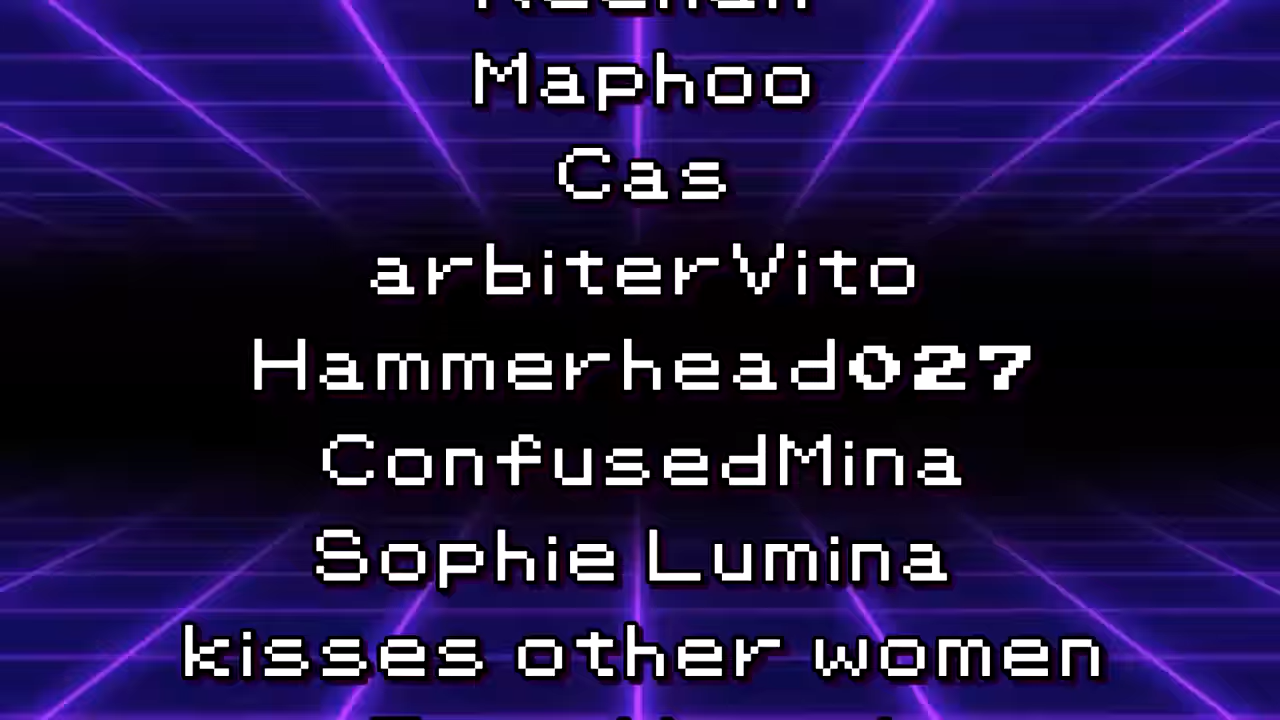 Maphoo
Cas
arbiterVito
Hammerhead027
ConfusedMina
Sophie Lumina
kisses other women